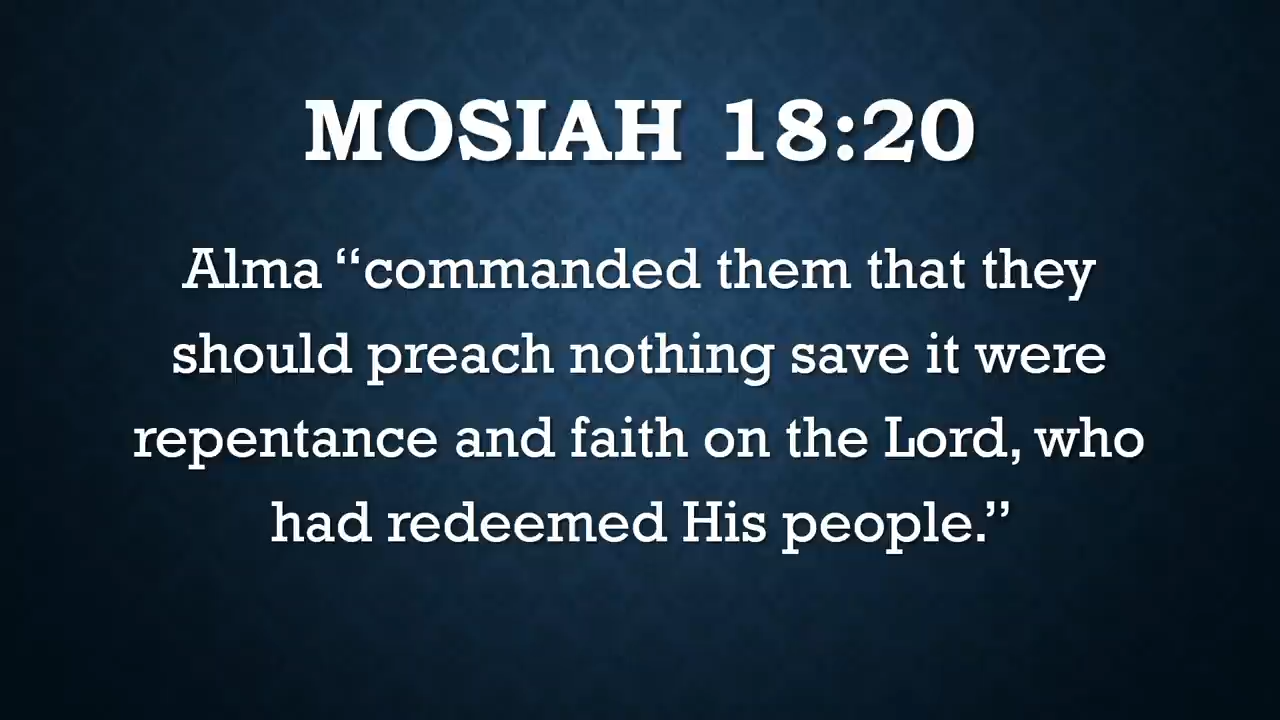 MOSIAH 18:20
Alma “commanded them that they
should preach nothing save it were
repentance and faith on the Lord, who
had redeemed His people.”